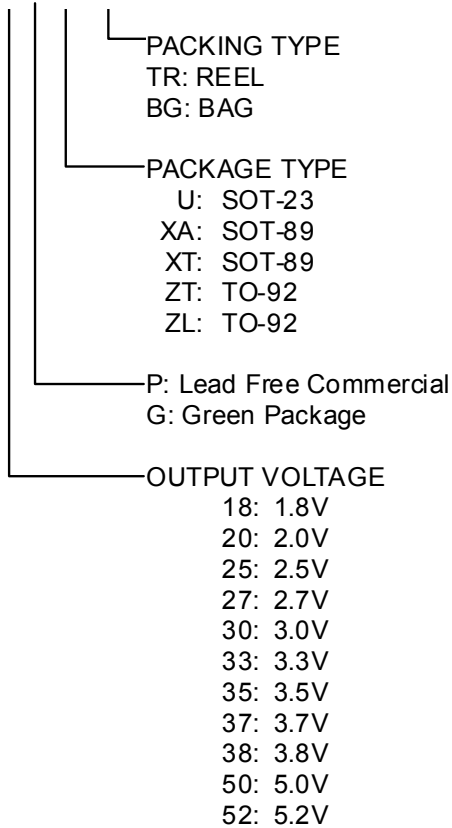 PACKING TYPE
TR: REEL
BG: BAG
PACKAGE TYPE
U: SOT-23
XA: SOT-89
XT: SOT-89
ZT: TO-92
ZL: TO-92
P: Lead Free Commercial
G: Green Package
OUTPUT VOLTAGE
18: 1.8V
20: 2.0V
25: 2.5V
27: 2.7V
30: 3.0V
33: 3.3V
35: 3.5V
37: 3.7V
38: 3.8V
50: 5.0V
52: 5.2V